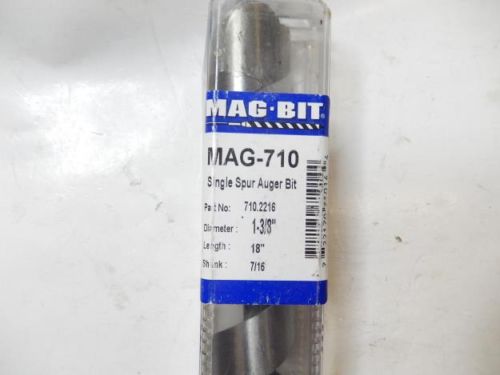 MAG·BIT
MAG-710
Single Spur Auger Bit
Part No: 710.2216
Diameter : 1-3/8"
Length : 18"
Shank : 7/16